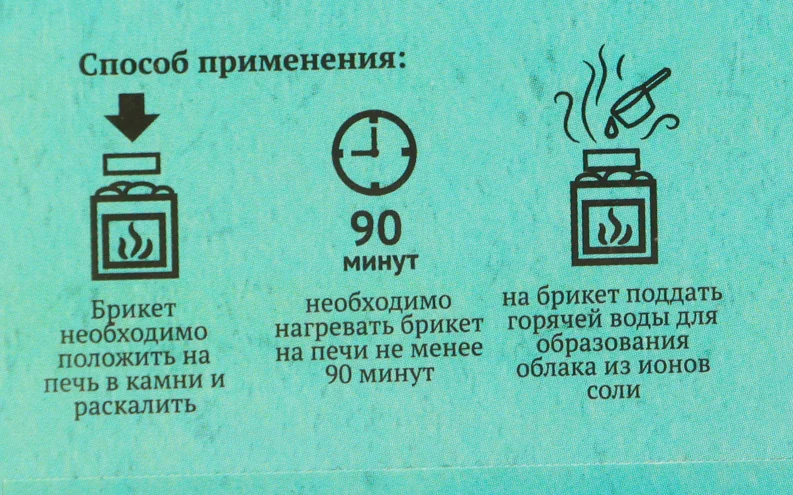 Способ применения:
90
минут
Брикет
необходимо
положить на
печь в камни и
раскалить
необходимо
нагревать брикет
на печи не менее
90 минут
на брикет поддать
горячей воды для
образования
облака из ионов
соли